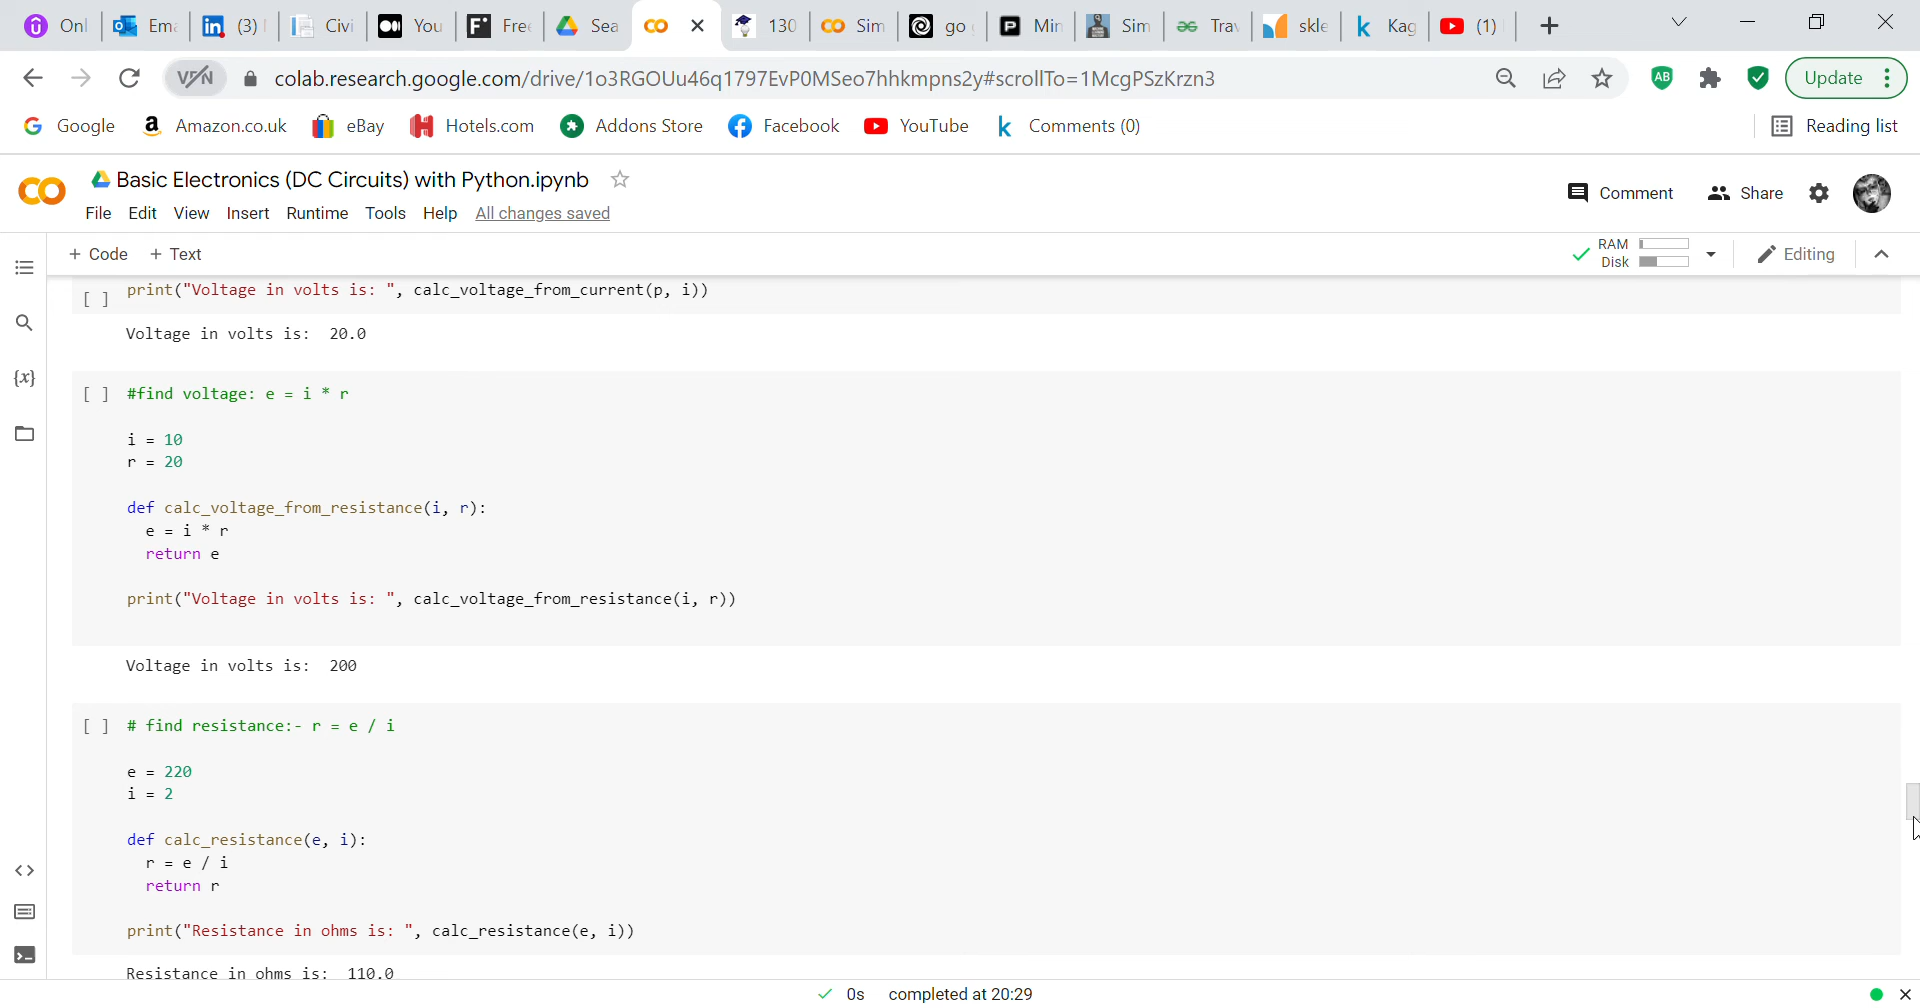 Onl Ema (3) Civi You Free Sea 130 Sim go Min Sim Trav skle Kag (1)
VPN colab.research.google.com/drive/1o3RGOUu46q1797EvP0MSeo7hhkmpns2y#scrollTo=1McgPSzKrzn3 AB Update
Google Amazon.co.uk eBay Hotels.com Addons Store Facebook YouTube Comments (0) Reading list
Basic Electronics (DC Circuits) with Python.ipynb
Comment Share
File Edit View Insert Runtime Tools Help All changes saved
+ Code + Text RAM Disk Editing
[ ] print("Voltage in volts is: ", calc_voltage_from_current(p, i))
Voltage in volts is: 20.0
[ ] #find voltage: e = i * r
i = 10
r = 20
def calc_voltage_from_resistance(i, r):
e = i * r
return e
print("Voltage in volts is: ", calc_voltage_from_resistance(i, r))
Voltage in volts is: 200
[ ] # find resistance:- r = e / i
e = 220
i = 2
def calc_resistance(e, i):
r = e / i
return r
print("Resistance in ohms is: ", calc_resistance(e, i))
Resistance in ohms is: 110.0
0s completed at 20:29